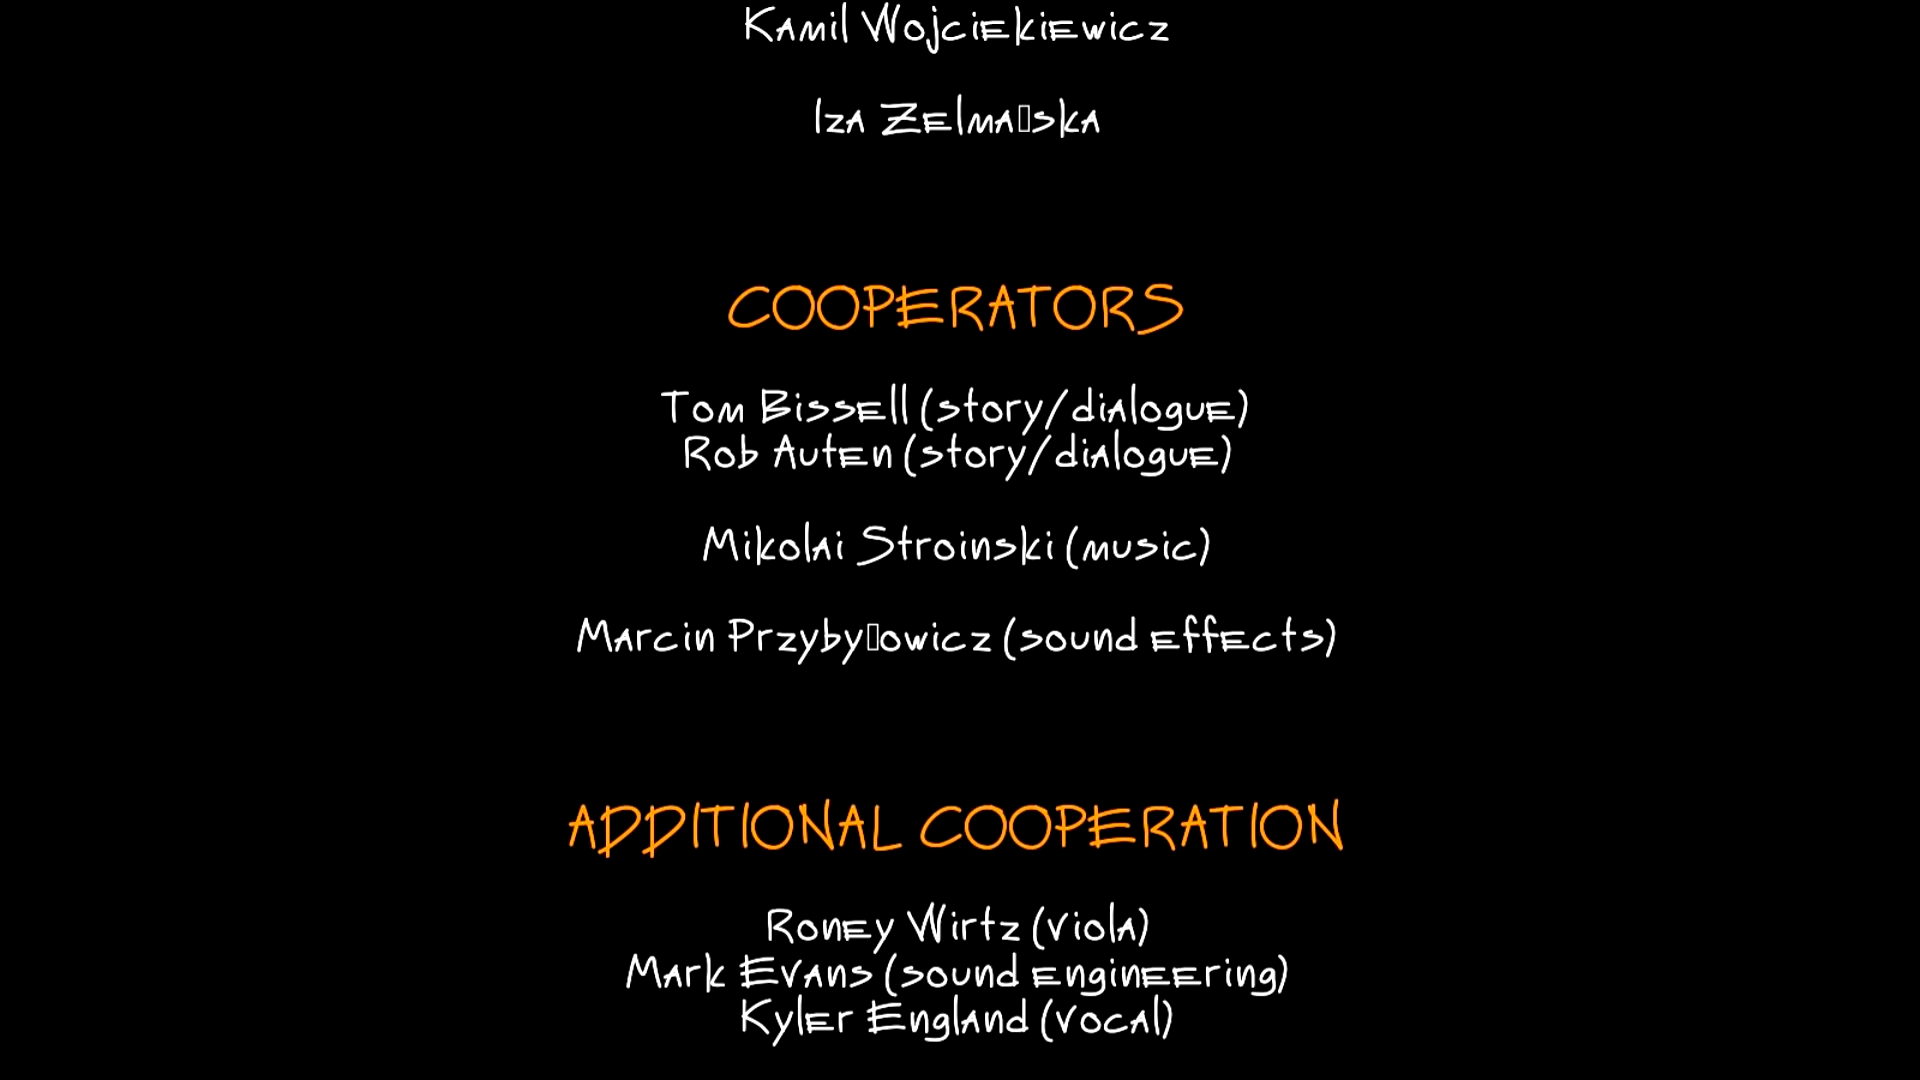 Kamil Wojciekiewicz
Iza Zelma▯ska
COOPERATORS
Tom Bissell (story/dialogue)
Rob Auten (story/dialogue)
Mikolai Stroinski (music)
Marcin Przyby▯owicz (sound effects)
ADDITIONAL COOPERATION
Roney Wirtz (viola)
Mark Evans (sound engineering)
Kyler England (vocal)